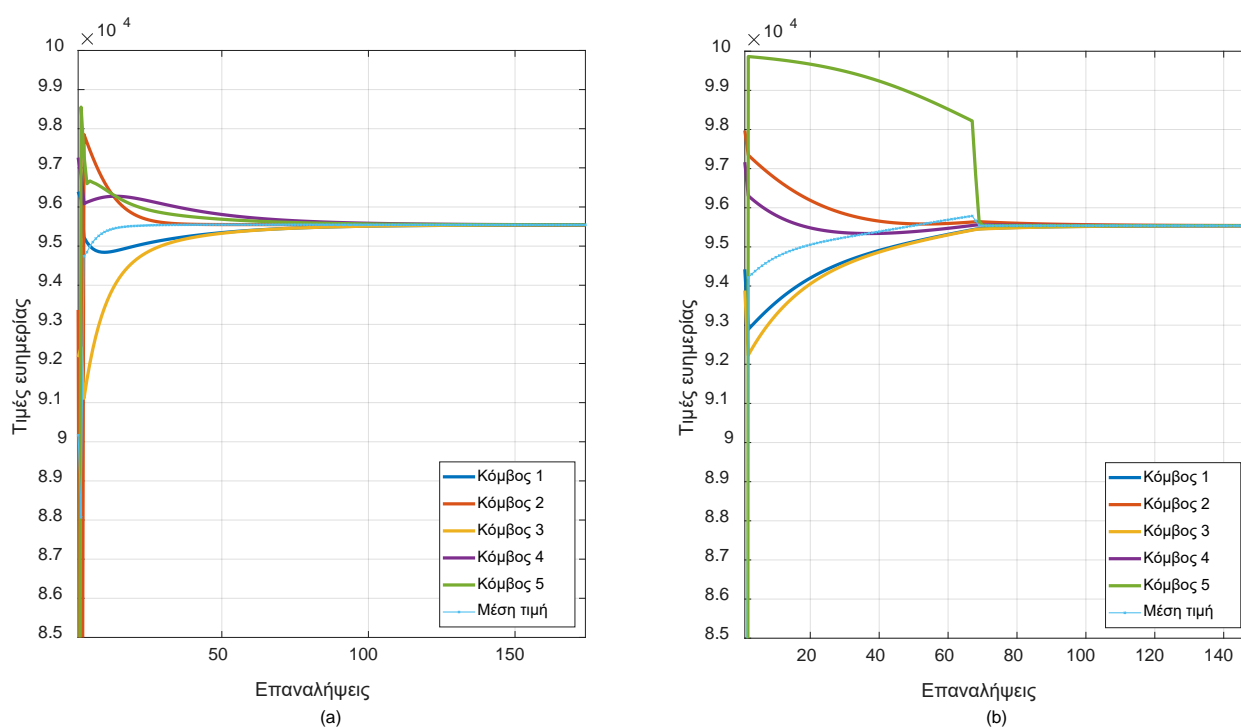 × 10 ⁴
10
9.9
9.8
9.7
9.6
9.5
9.4
9.3
9.2
9.1
9
8.9
8.8
8.7
8.6
8.5
Τιμές ευημερίας
Κόμβος 1
Κόμβος 2
Κόμβος 3
Κόμβος 4
Κόμβος 5
Μέση τιμή
50 100 150
Επαναλήψεις
(a)
× 10 ⁴
10
9.9
9.8
9.7
9.6
9.5
9.4
9.3
9.2
9.1
9
8.9
8.8
8.7
8.6
8.5
Τιμές ευημερίας
Κόμβος 1
Κόμβος 2
Κόμβος 3
Κόμβος 4
Κόμβος 5
Μέση τιμή
20 40 60 80 100 120 140
Επαναλήψεις
(b)